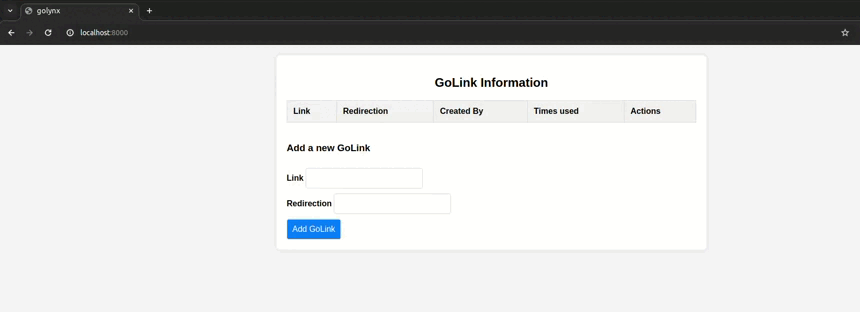 golynx
localhost:8000
GoLink Information
Link Redirection Created By Times used Actions
Add a new GoLink
Link
Redirection
Add GoLink